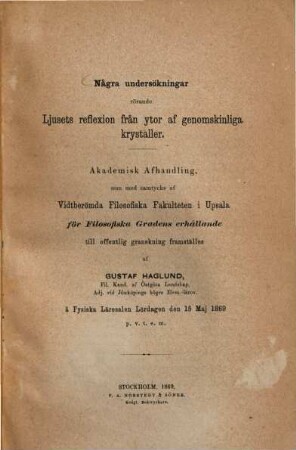 Några undersökningar
rörande
Ljusets reflexion från ytor af genomskinliga
krystaller.
Akademisk Afhandling,
som med samtycke af
Vidtberömda Filosofiska Fakulteten i Upsala
för Filosofiska Gradens erhållande
till offentlig granskning framställes
af
GUSTAF HAGLUND,
Fil. Kand. af Östgöta Landskap,
Adj. vid Jönköpings högre Elem.-lärov.
å Fysiska Lärosalen Lördagen den 15 Maj 1869
p. v. t. e. m.
STOCKHOLM, 1869.
P. A. NORSTEDT & SÖNER,
Kongl. Boktryckare.